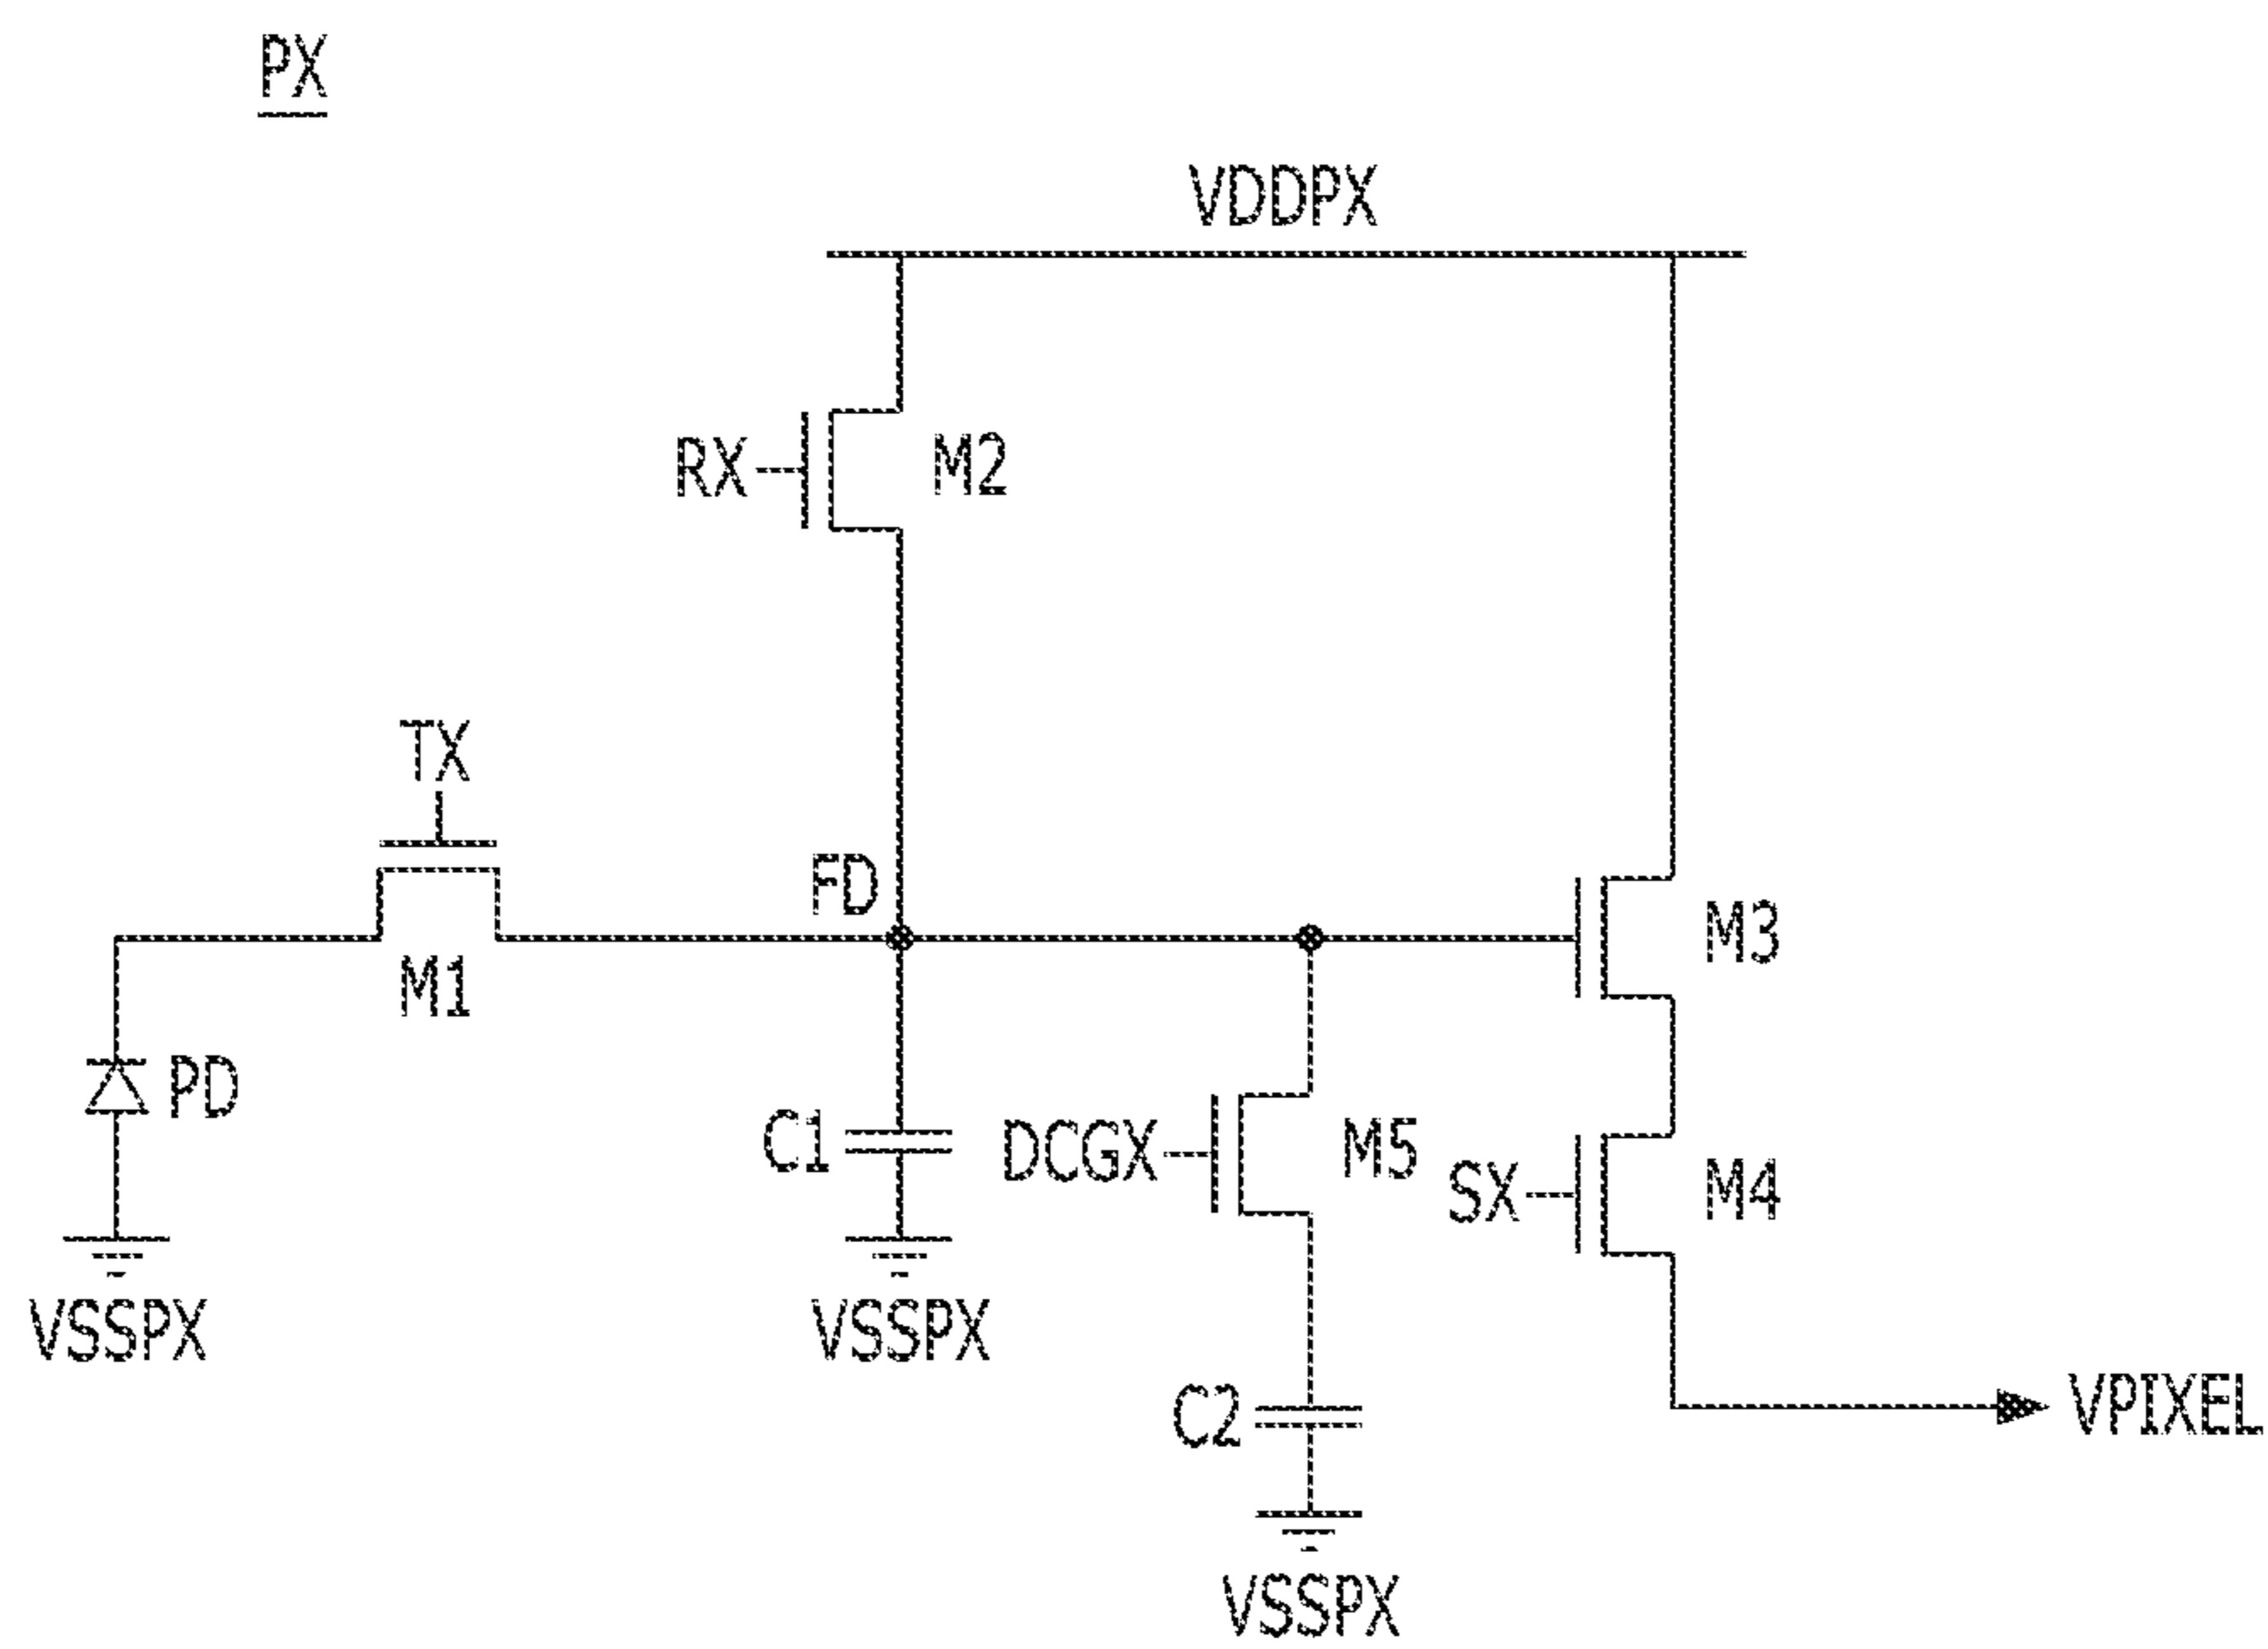 PX
VDDPX
RX
M2
TX
FD
M3
M1
PD
C1
DCGX
M5
SX
M4
VSSPX
VSSPX
C2
VPIXEL
VSSPX